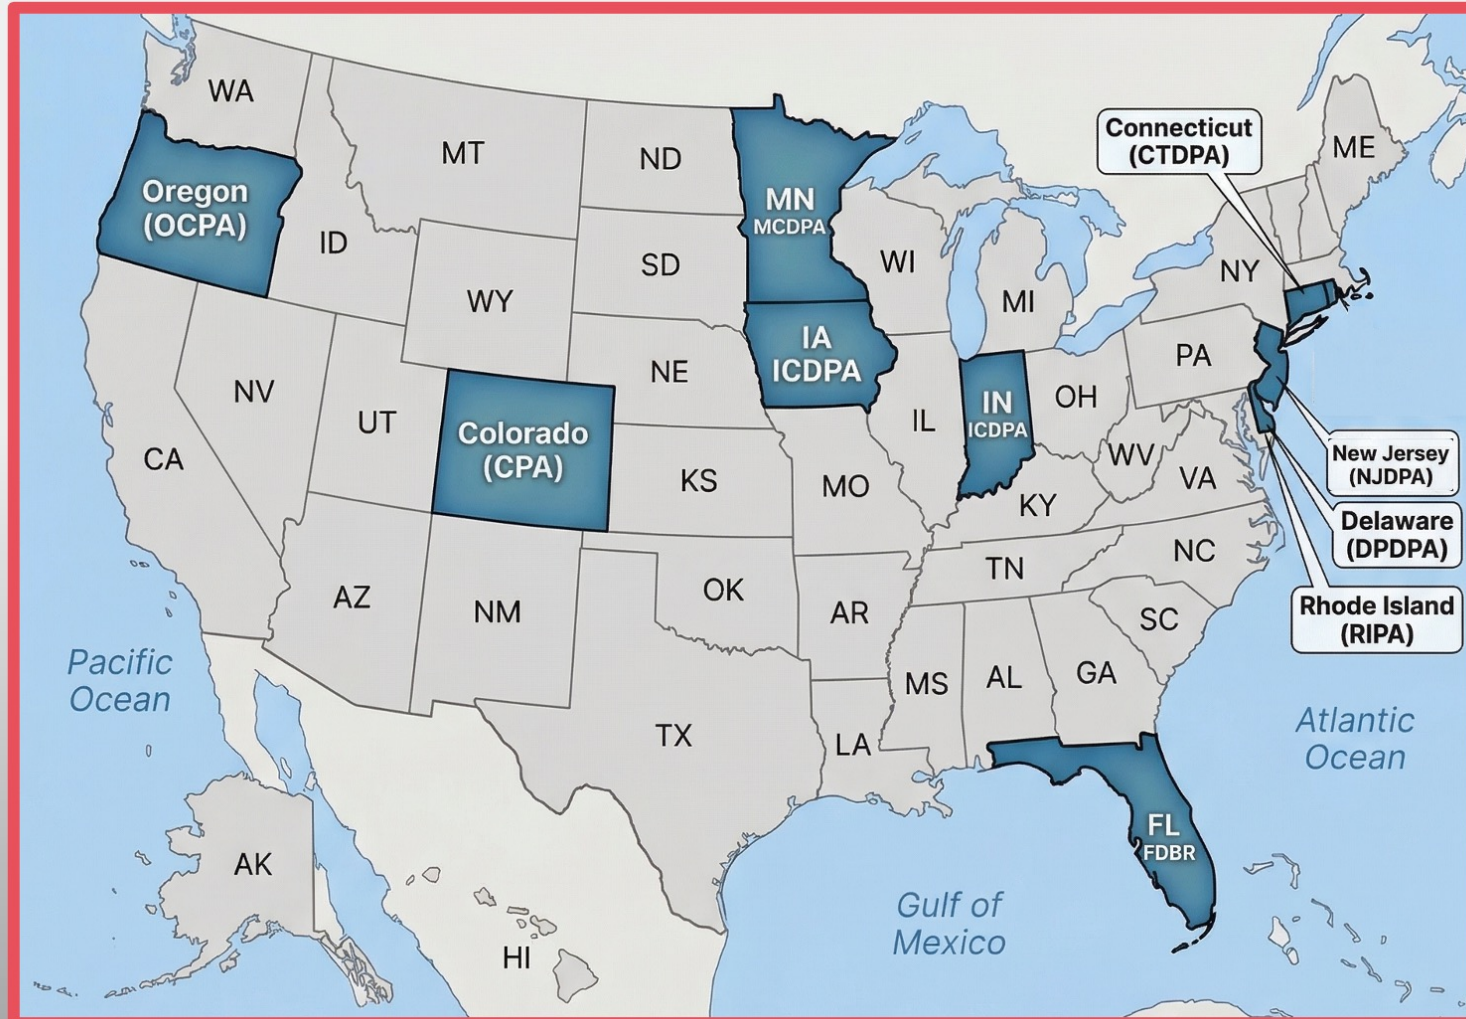 WA
MT
ND
MN
MCDPA
Connecticut
(CTDPA)
ME
Oregon
(OCPA)
ID
SD
WI
MI
NY
WY
IA
ICDPA
PA
NE
NV
UT
Colorado
(CPA)
IL
IN
ICDPA
OH
CA
KS
MO
WV
VA
KY
New Jersey
(NJDPA)
Delaware
(DPDPA)
NC
TN
AZ
NM
OK
AR
SC
Rhode Island
(RIPA)
Pacific
Ocean
MS
AL
GA
TX
LA
Atlantic
Ocean
FL
FDBR
AK
HI
Gulf of
Mexico